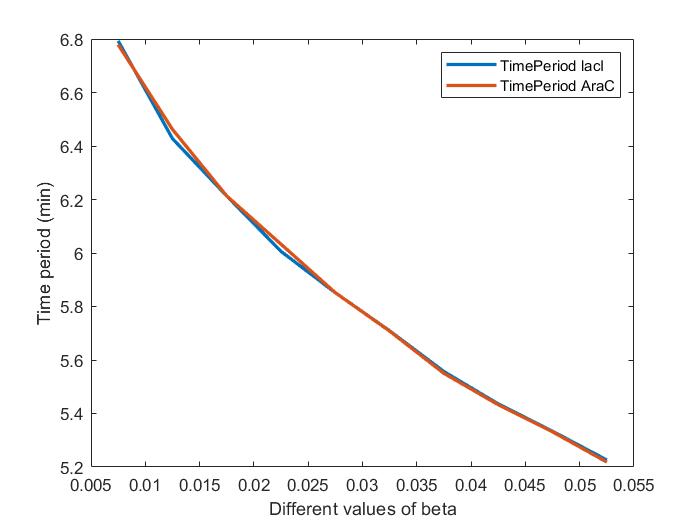 6.8
6.6
6.4
6.2
6
5.8
5.6
5.4
5.2
Time period (min)
TimePeriod lacI
TimePeriod AraC
0.005 0.01 0.015 0.02 0.025 0.03 0.035 0.04 0.045 0.05 0.055
Different values of beta